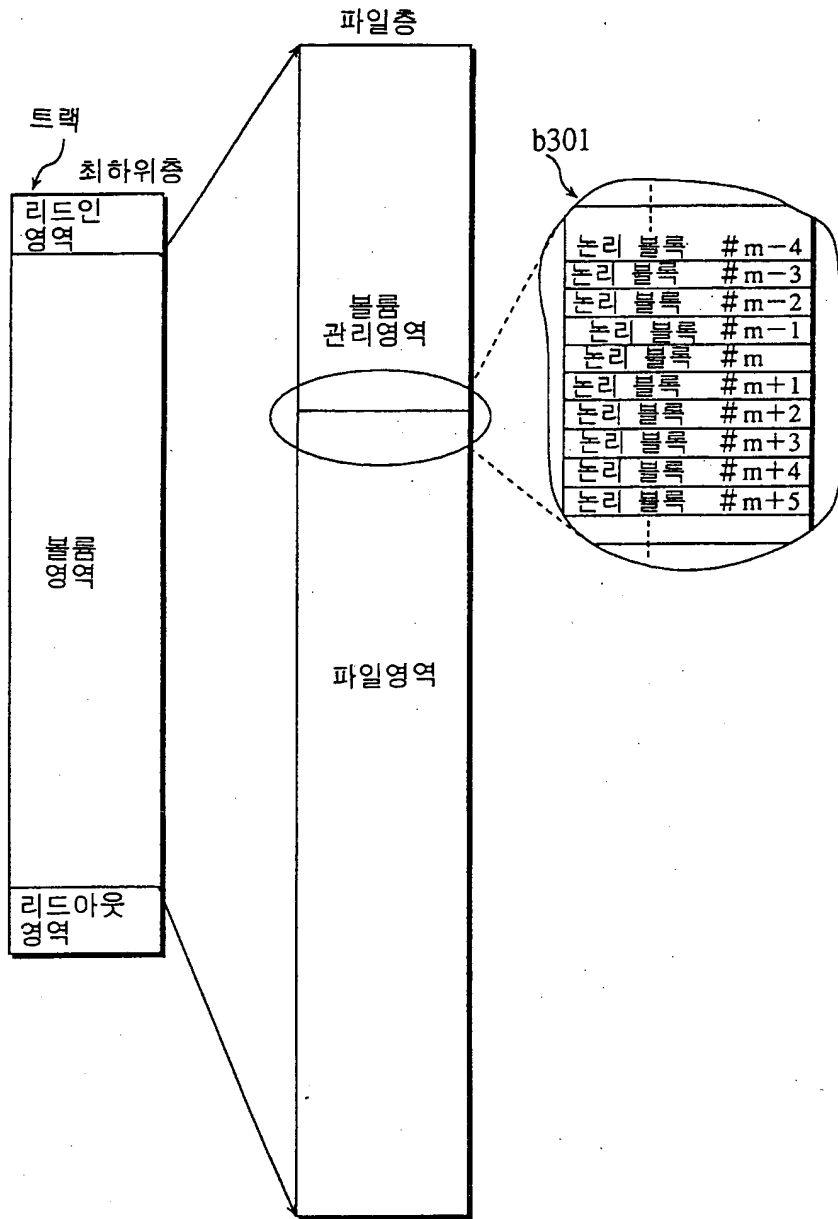 파일층
트랙
최하위층
리드인
영역
볼륨
영역
리드아웃
영역
볼륨
관리영역
파일영역
b301
논리 블록 #m-4
논리 블록 #m-3
논리 블록 #m-2
논리 블록 #m-1
논리 블록 #m
논리 블록 #m+1
논리 블록 #m+2
논리 블록 #m+3
논리 블록 #m+4
논리 블록 #m+5